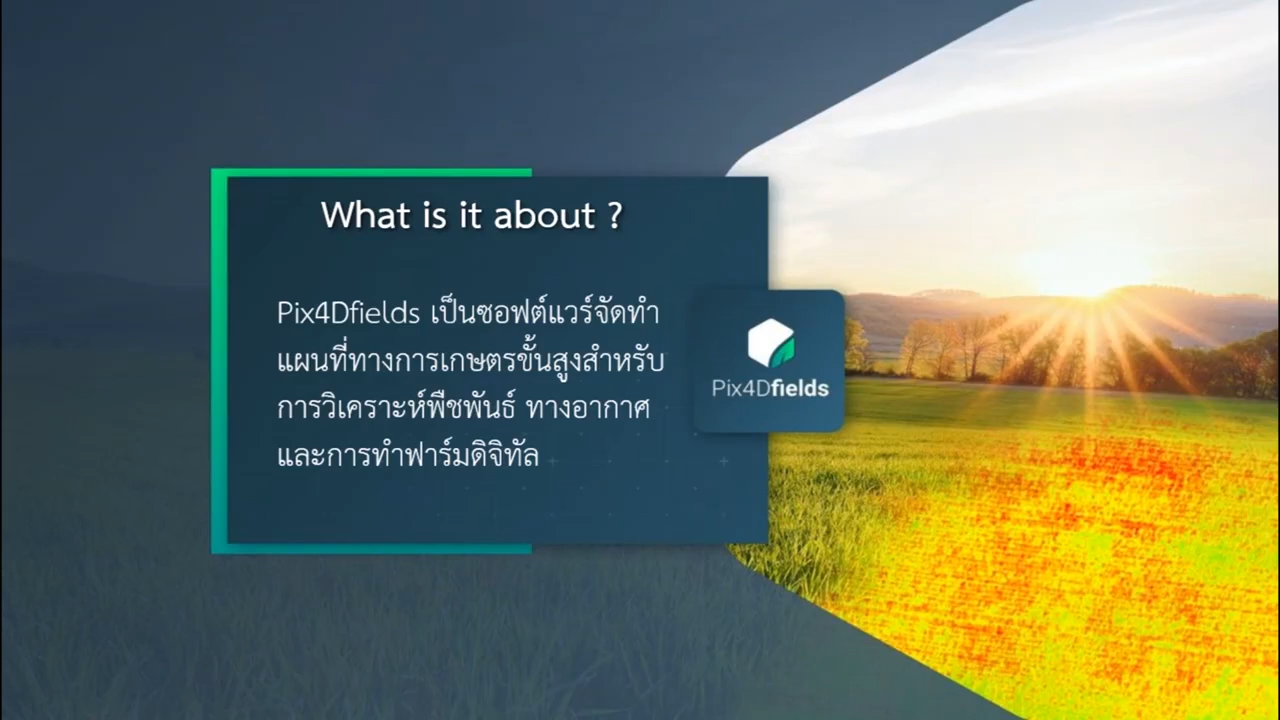 What is it about ?
Pix4Dfields เป็นซอฟต์แวร์จัดทำ
แผนที่ทางการเกษตรขั้นสูงสำหรับ
การวิเคราะห์พืชพันธ์ ทางอากาศ
และการทำฟาร์มดิจิทัล
Pix4Dfields